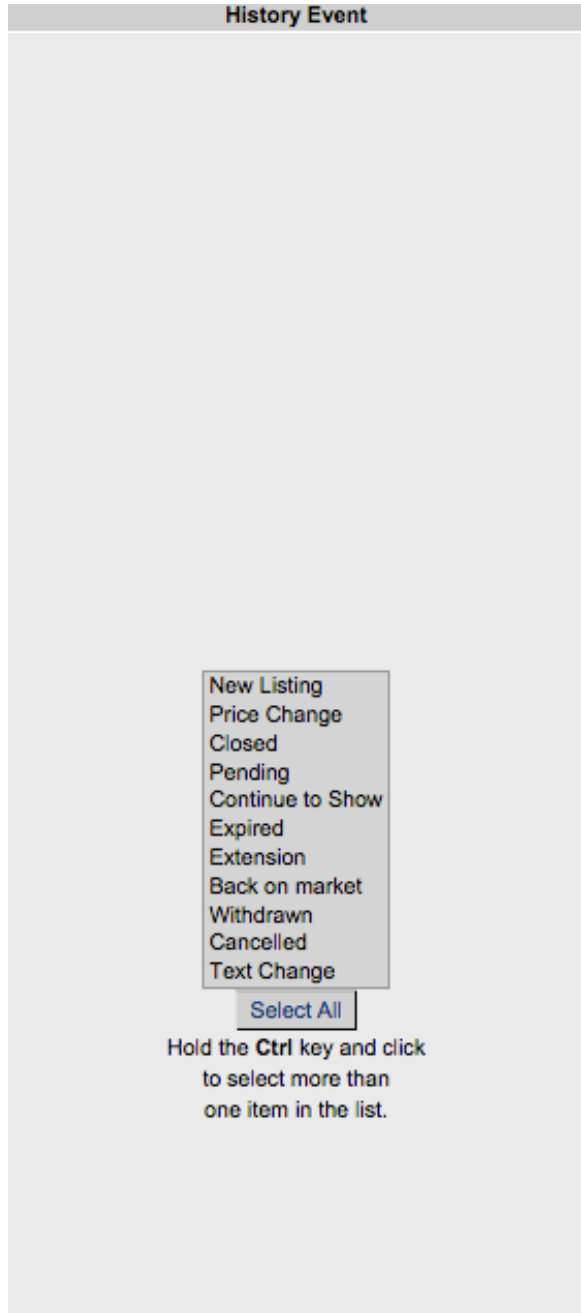 History Event
New Listing
Price Change
Closed
Pending
Continue to Show
Expired
Extension
Back on market
Withdrawn
Cancelled
Text Change
Select All
Hold the Ctrl key and click
to select more than
one item in the list.